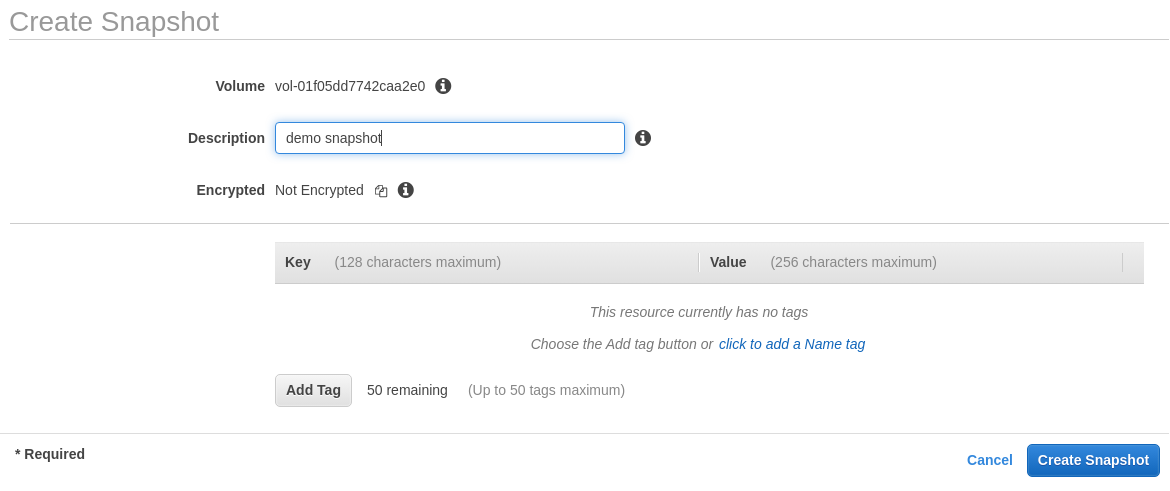 Create Snapshot
Volume vol-01f05dd7742caa2e0
Description demo snapshot
Encrypted Not Encrypted
Key (128 characters maximum) Value (256 characters maximum)
This resource currently has no tags
Choose the Add tag button or click to add a Name tag
Add Tag 50 remaining (Up to 50 tags maximum)
* Required
Cancel Create Snapshot